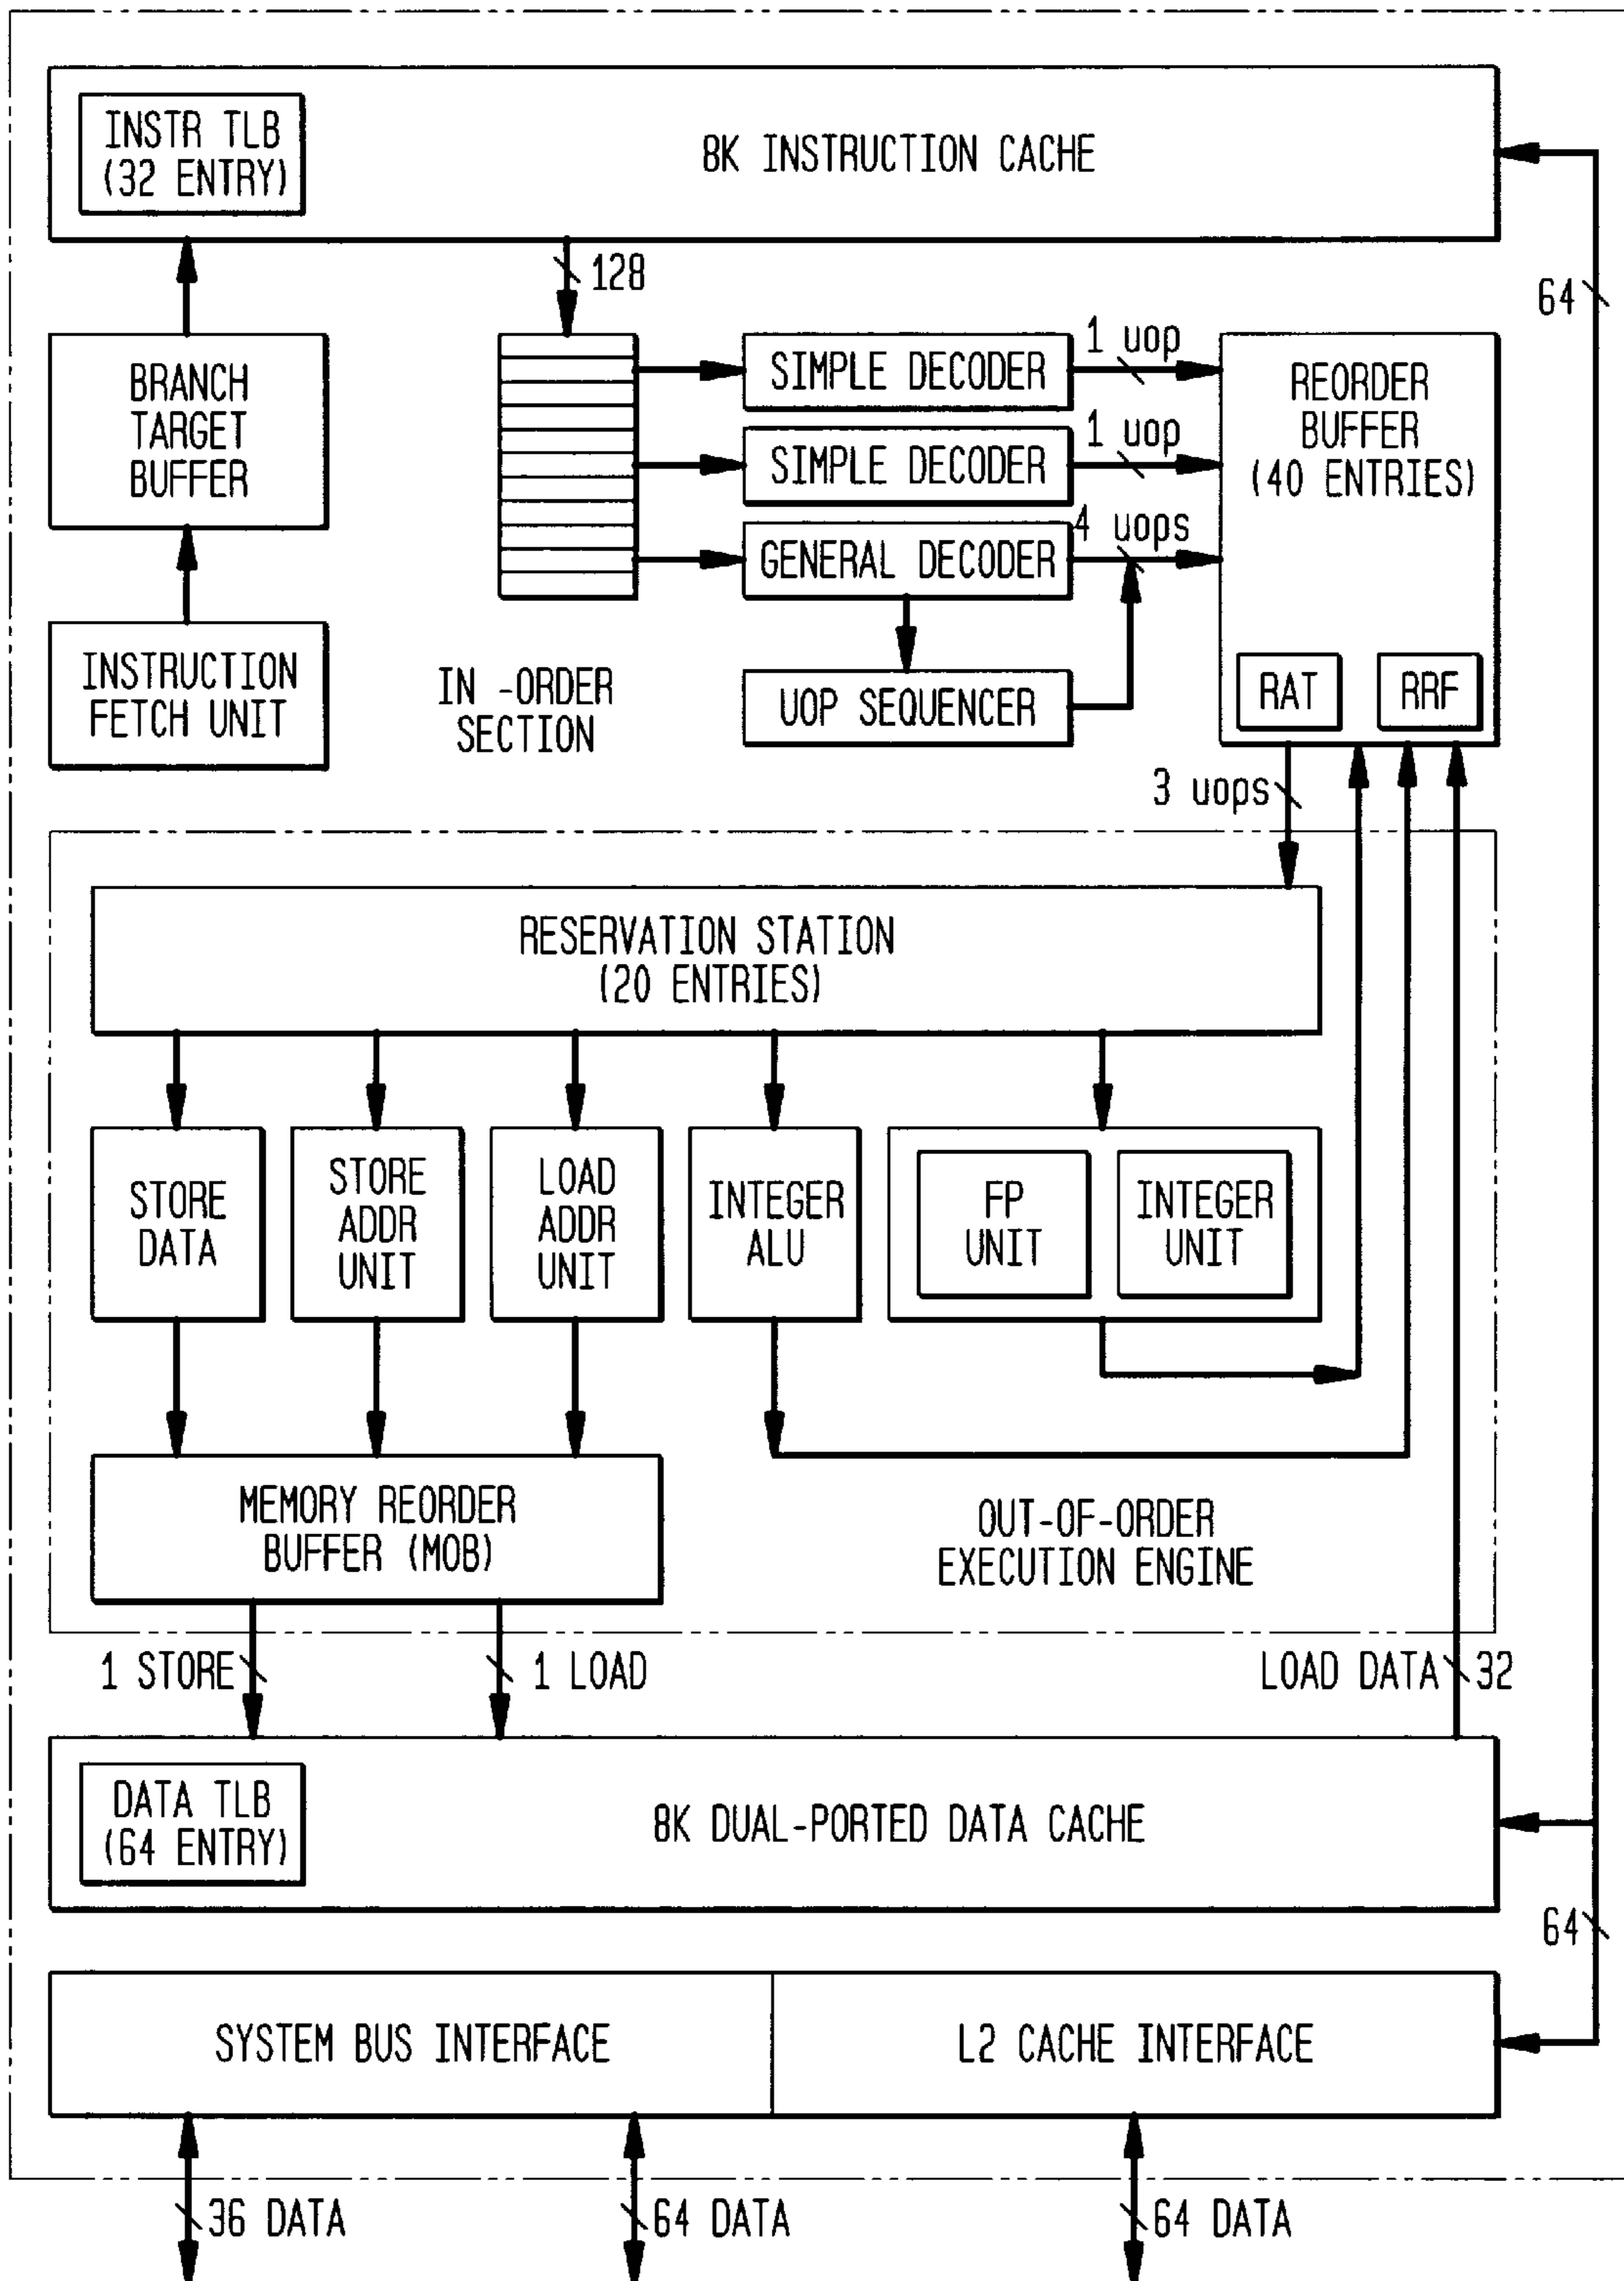 INSTR TLB
(32 ENTRY)
8K INSTRUCTION CACHE
128
64
BRANCH
TARGET
BUFFER
SIMPLE DECODER
1 uop
SIMPLE DECODER
1 uop
GENERAL DECODER
4 uops
REORDER
BUFFER
(40 ENTRIES)
INSTRUCTION
FETCH UNIT
IN -ORDER
SECTION
UOP SEQUENCER
RAT
RRF
3 uops
RESERVATION STATION
(20 ENTRIES)
STORE
DATA
STORE
ADDR
UNIT
LOAD
ADDR
UNIT
INTEGER
ALU
FP
UNIT
INTEGER
UNIT
MEMORY REORDER
BUFFER (MOB)
OUT-OF-ORDER
EXECUTION ENGINE
1 STORE
1 LOAD
LOAD DATA
32
DATA TLB
(64 ENTRY)
8K DUAL-PORTED DATA CACHE
64
SYSTEM BUS INTERFACE
L2 CACHE INTERFACE
36 DATA
64 DATA
64 DATA